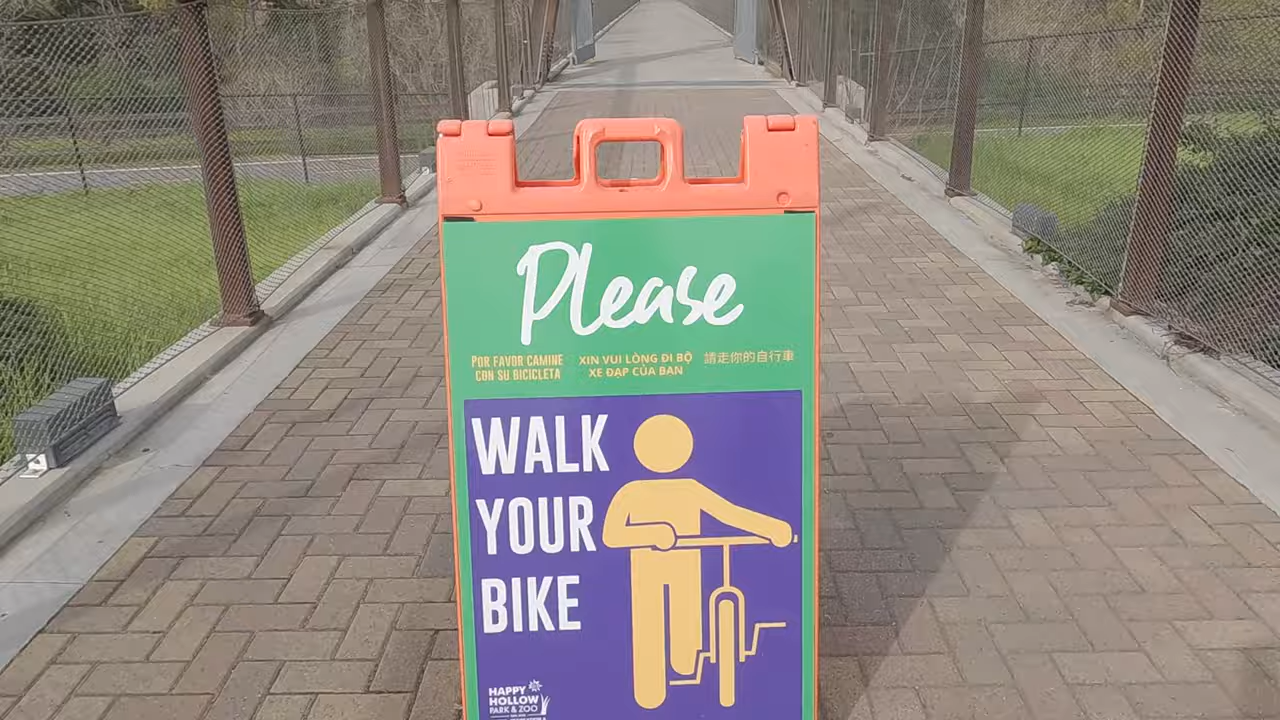 Please
POR FAVOR CAMINE
CON SU BICICLETA
XIN VUI LÒNG ĐI BỘ
XE ĐẠP CỦA BẠN
請走你的自行車
WALK
YOUR
BIKE
HAPPY
HOLLOW
PARK & ZOO